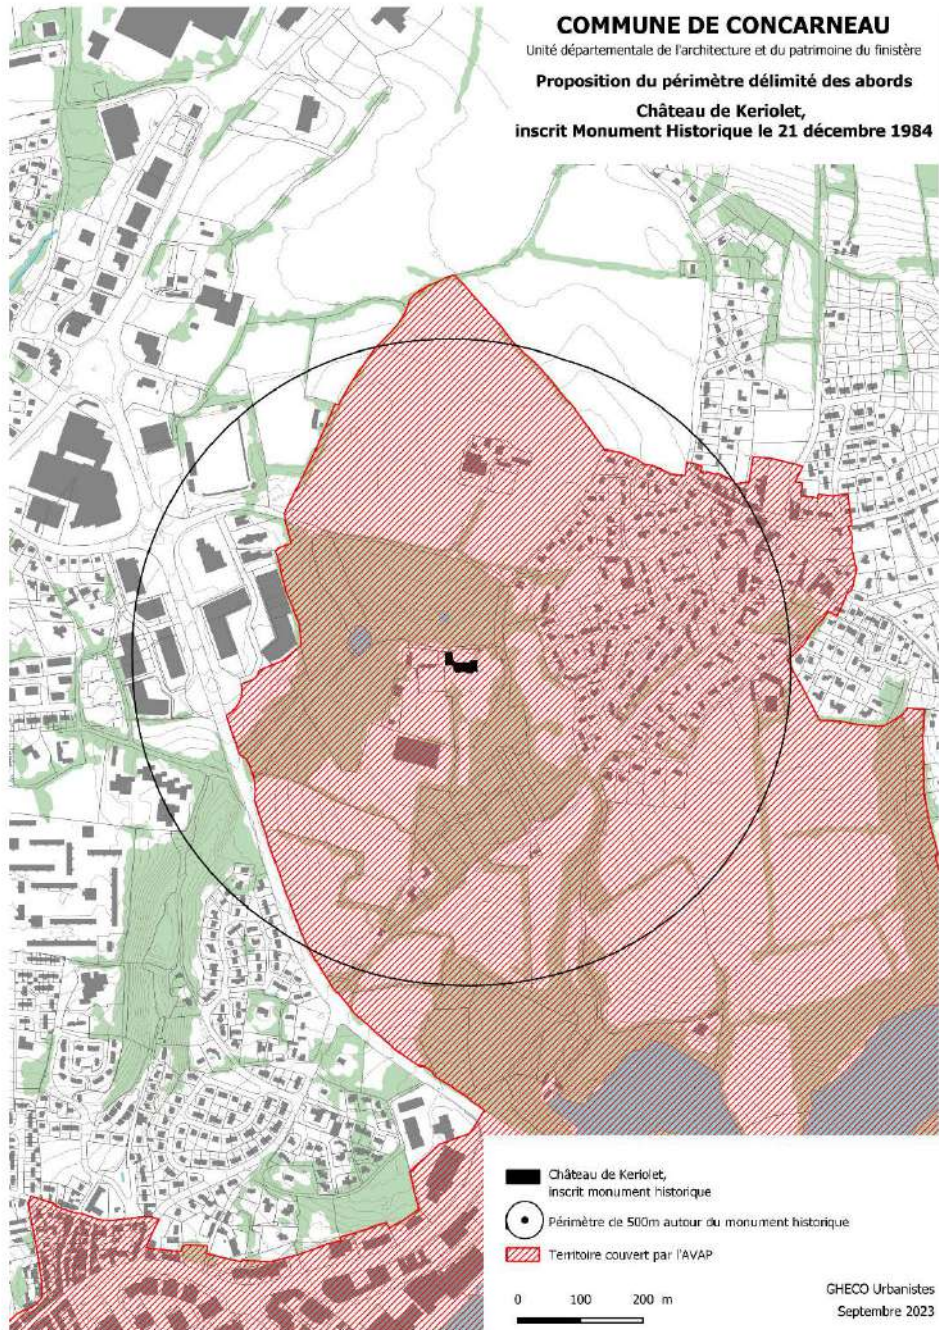 COMMUNE DE CONCARNEAU
Unité départementale de l'architecture et du patrimoine du finistère
Proposition du périmètre délimité des abords
Château de Keriolet,
inscrit Monument Historique le 21 décembre 1984
Château de Keriolet,
inscrit monument historique
Périmètre de 500m autour du monument historique
Territoire couvert par l'AVAP
0 100 200 m
GHECO Urbanistes
Septembre 2023